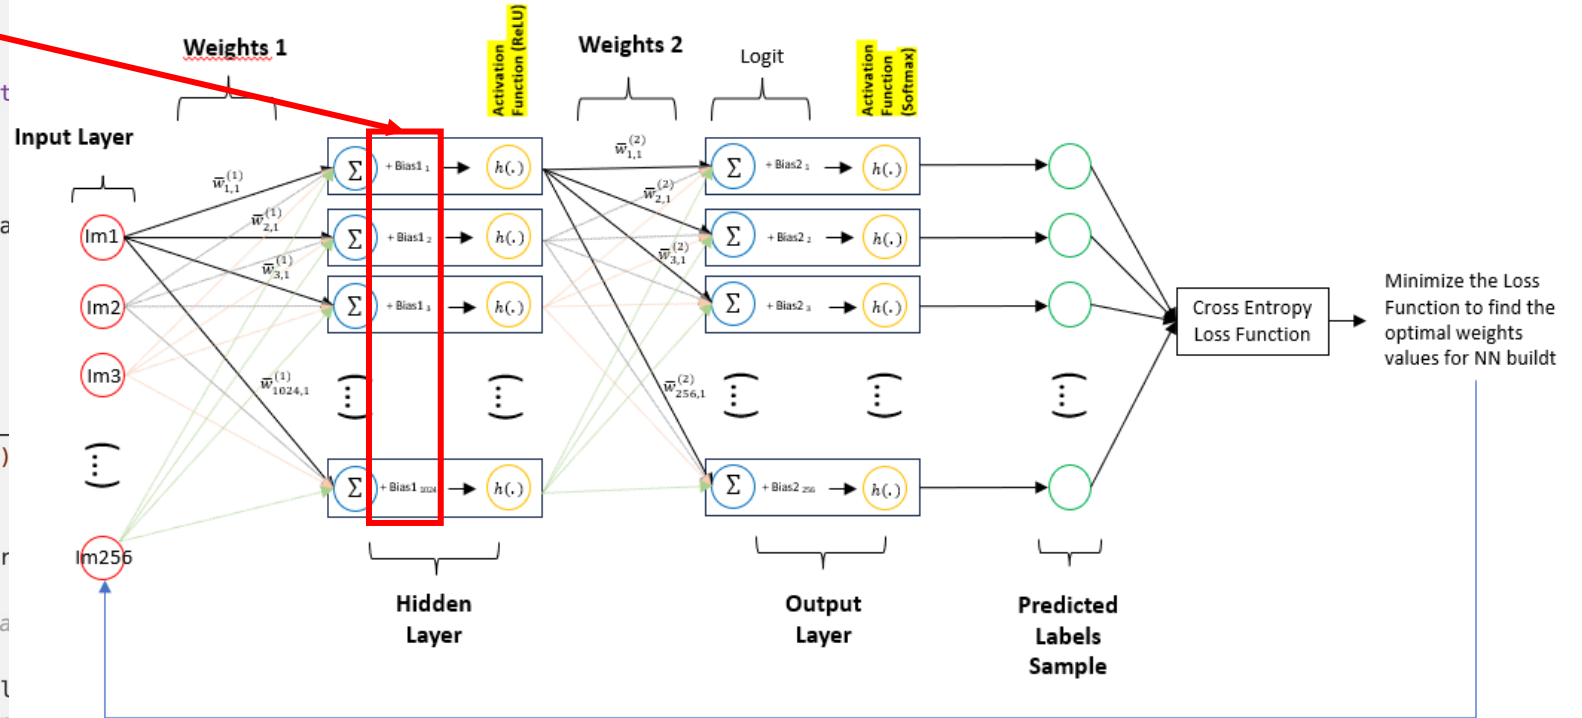 Weights 1
Activation
Function (ReLU)
Weights 2
Logit
Activation
Function
(Softmax)
Input Layer
t
a
)
r
a
l
Im1
Im2
Im3
Im256
w̅₁,₁⁽¹⁾
w̅₂,₁⁽¹⁾
w̅₃,₁⁽¹⁾
w̅₁₀₂₄,₁⁽¹⁾
∑ + Bias1 ₁ h(.)
∑ + Bias1 ₂ h(.)
∑ + Bias1 ₃ h(.)
∑ + Bias1 ₁₀₂₄ h(.)
w̅₁,₁⁽²⁾
w̅₂,₁⁽²⁾
w̅₃,₁⁽²⁾
w̅₂₅₆,₁⁽²⁾
∑ + Bias2 ₁ h(.)
∑ + Bias2 ₂ h(.)
∑ + Bias2 ₃ h(.)
∑ + Bias2 ₂₅₆ h(.)
Cross Entropy
Loss Function
Minimize the Loss
Function to find the
optimal weights
values for NN buildt
Hidden
Layer
Output
Layer
Predicted
Labels
Sample